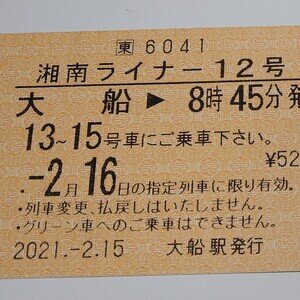 東 6041
湘南ライナー12号
大船▶8時45分発
13~15号車にご乗車下さい。
¥52
.-2月16日の指定列車に限り有効。
・列車変更、払戻しはいたしません。
・グリーン車へのご乗車はできません。
2021.-2.15 大船駅発行